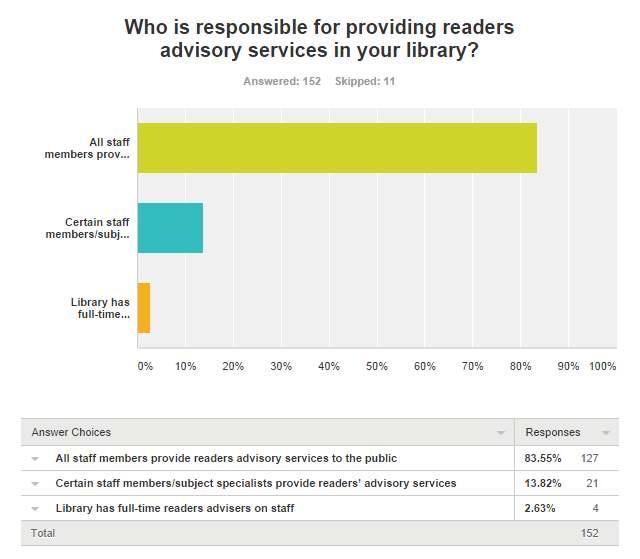 Who is responsible for providing readers
advisory services in your library?
Answered: 152 Skipped: 11
All staff
members prov...
Certain staff
members/subj...
Library has
full-time...
0% 10% 20% 30% 40% 50% 60% 70% 80% 90% 100%
Answer Choices Responses
All staff members provide readers advisory services to the public 83.55% 127
Certain staff members/subject specialists provide readers' advisory services 13.82% 21
Library has full-time readers advisers on staff 2.63% 4
Total 152